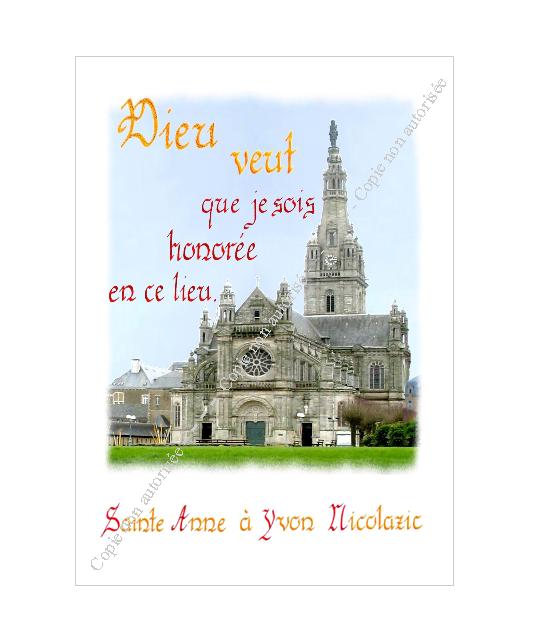 Dieu
veut
que je sois
honorée
en ce lieu.
Sainte Anne à Yvon Nicolazic
- Copie non autorisée
Copie non autorisée
Copie non autorisée